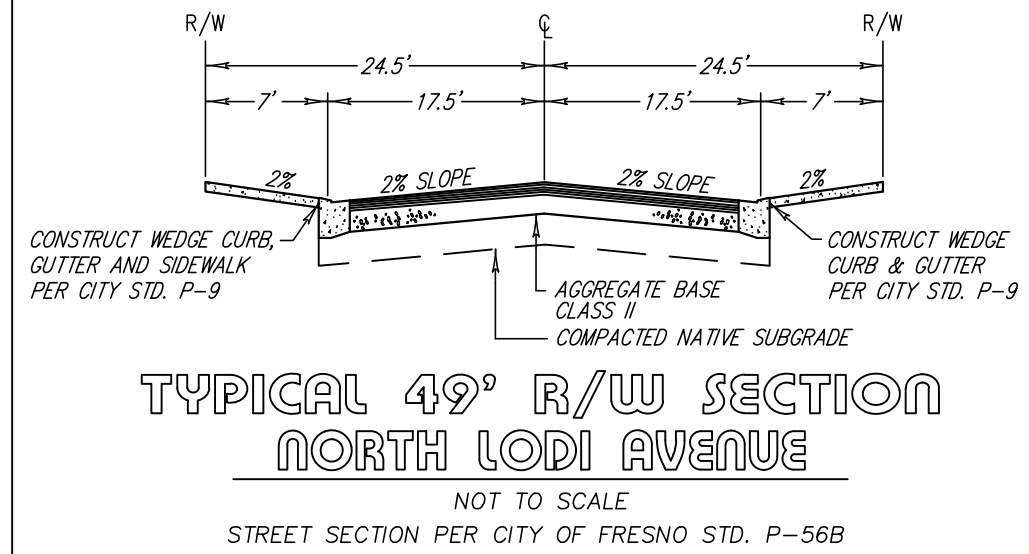 R/W ℄ R/W
24.5' 24.5'
7' 17.5' 17.5' 7'
2% 2% SLOPE 2% SLOPE 2%
CONSTRUCT WEDGE CURB,
GUTTER AND SIDEWALK
PER CITY STD. P-9
CONSTRUCT WEDGE
CURB & GUTTER
PER CITY STD. P-9
AGGREGATE BASE
CLASS II
COMPACTED NATIVE SUBGRADE
TYPICAL 49' R/W SECTION
NORTH LODI AVENUE
NOT TO SCALE
STREET SECTION PER CITY OF FRESNO STD. P-56B